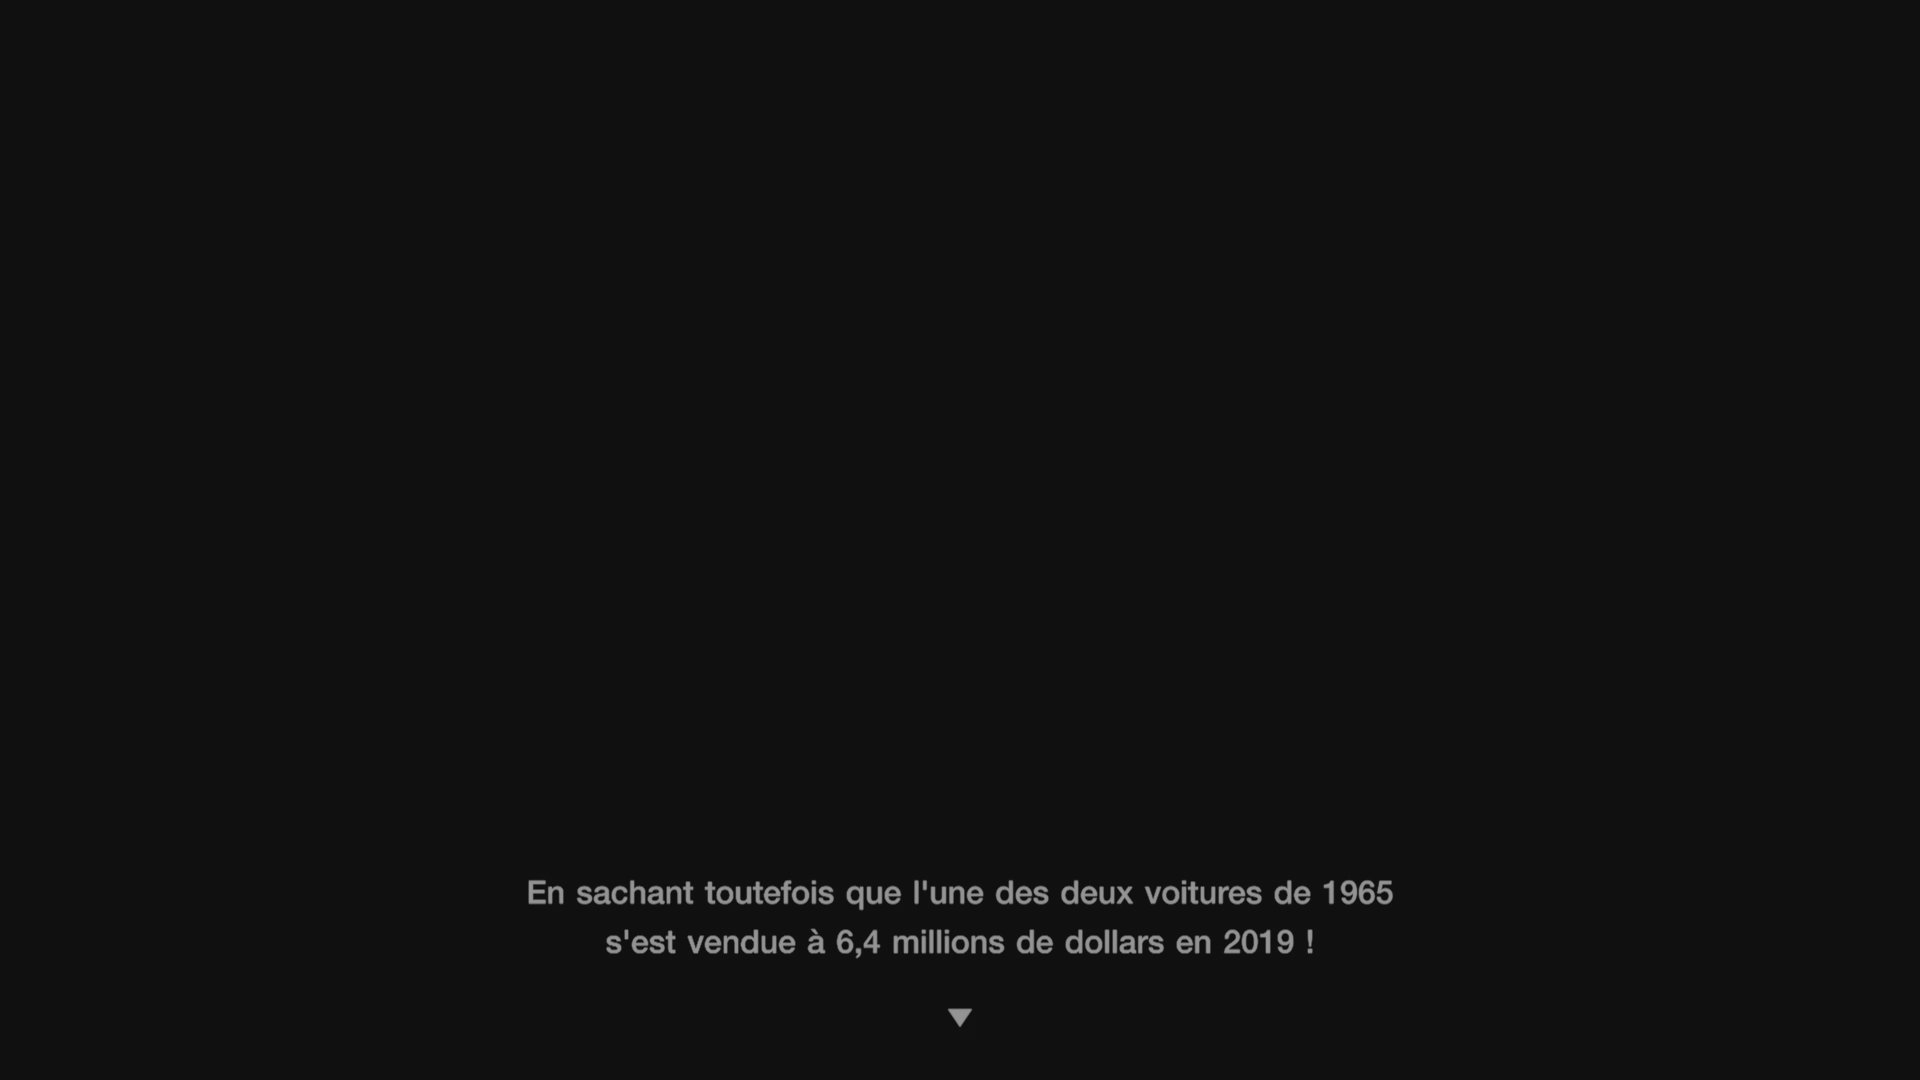 En sachant toutefois que l'une des deux voitures de 1965
s'est vendue à 6,4 millions de dollars en 2019 !